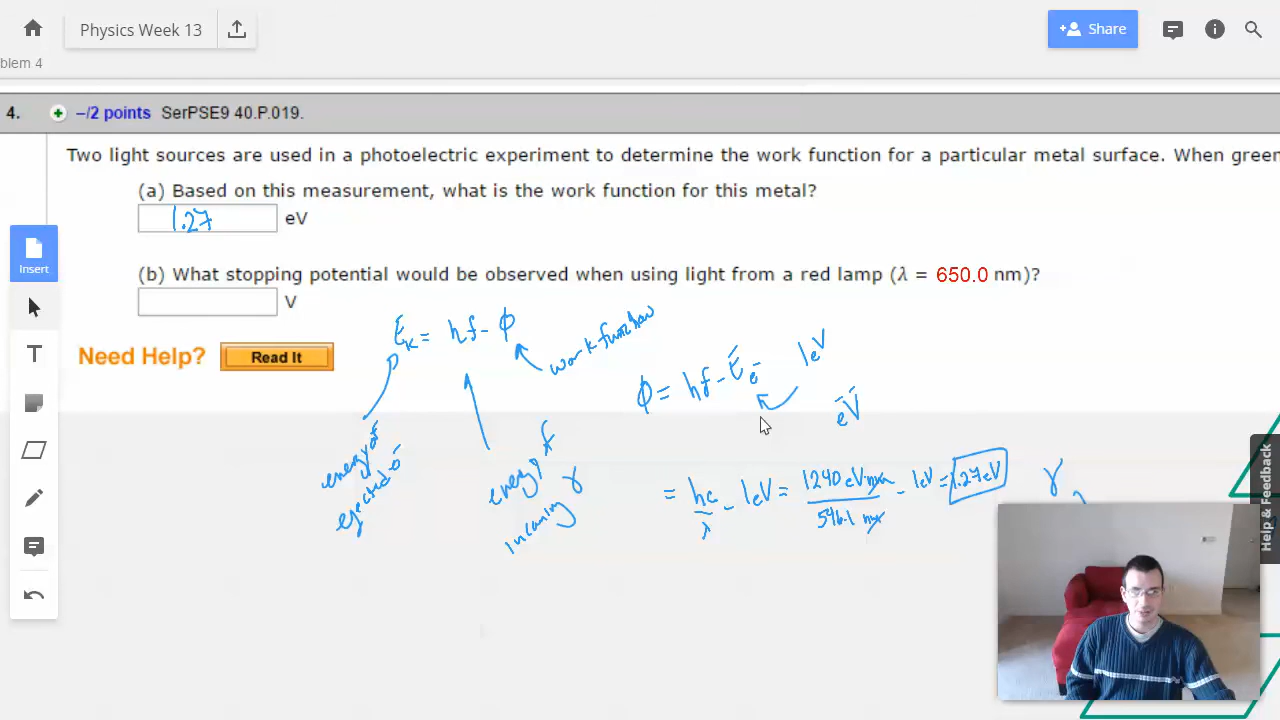 Physics Week 13
Share
blem 4
4. –/2 points SerPSE9 40.P.019.
Two light sources are used in a photoelectric experiment to determine the work function for a particular metal surface. When green
(a) Based on this measurement, what is the work function for this metal?
1.27 eV
Insert
(b) What stopping potential would be observed when using light from a red lamp (λ = 650.0 nm)?
V
Need Help? Read It
E_K = hf - ϕ
work function
ϕ = hf - E_e⁻
1eV
e⁻V
energy of ejected e⁻
energy of incoming γ
= hc/λ - 1eV = 1240 eV·nm / 546.1 nm - 1eV = 1.27eV
γ
Help & Feedback